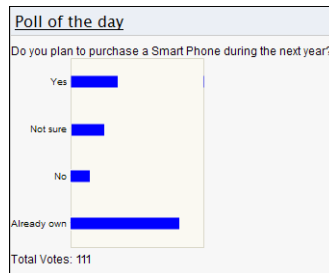 Poll of the day
Do you plan to purchase a Smart Phone during the next year?
Yes
Not sure
No
Already own
Total Votes: 111